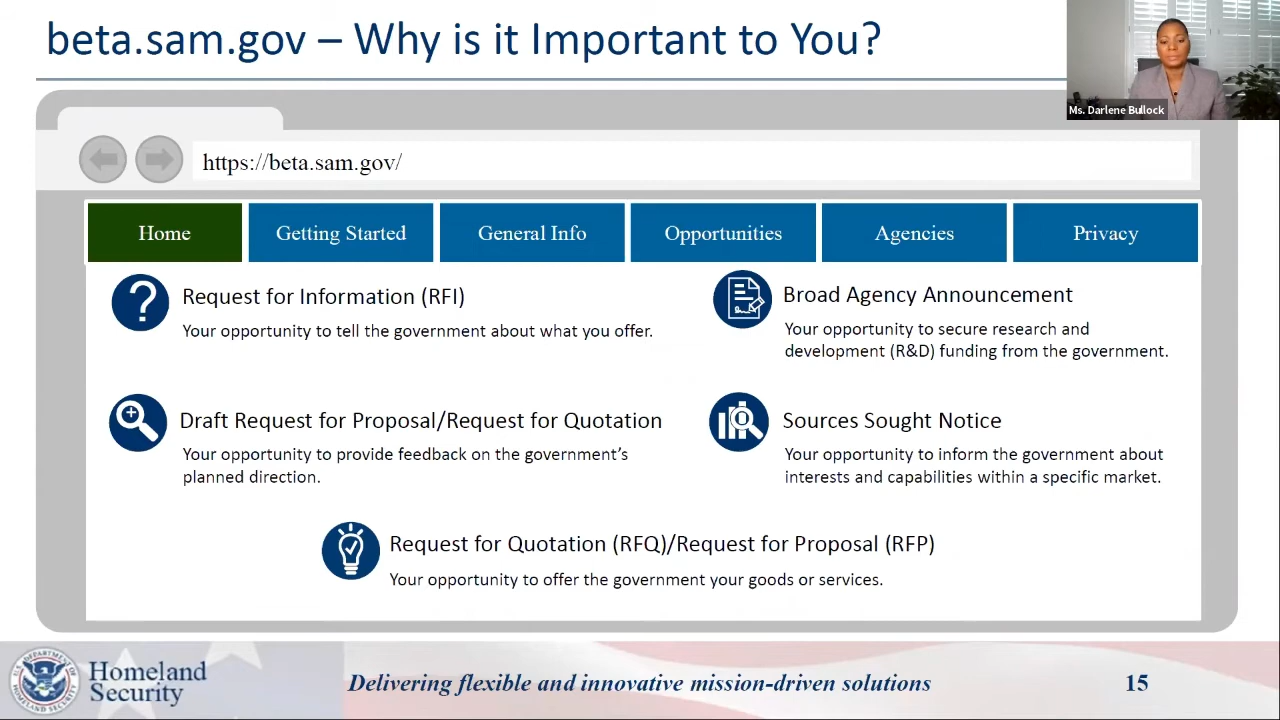 beta.sam.gov – Why is it Important to You?
Ms. Darlene Bullock
https://beta.sam.gov/
Home
Getting Started
General Info
Opportunities
Agencies
Privacy
Request for Information (RFI)
Your opportunity to tell the government about what you offer.
Broad Agency Announcement
Your opportunity to secure research and
development (R&D) funding from the government.
Draft Request for Proposal/Request for Quotation
Your opportunity to provide feedback on the government's
planned direction.
Sources Sought Notice
Your opportunity to inform the government about
interests and capabilities within a specific market.
Request for Quotation (RFQ)/Request for Proposal (RFP)
Your opportunity to offer the government your goods or services.
Homeland
Security
Delivering flexible and innovative mission-driven solutions
15